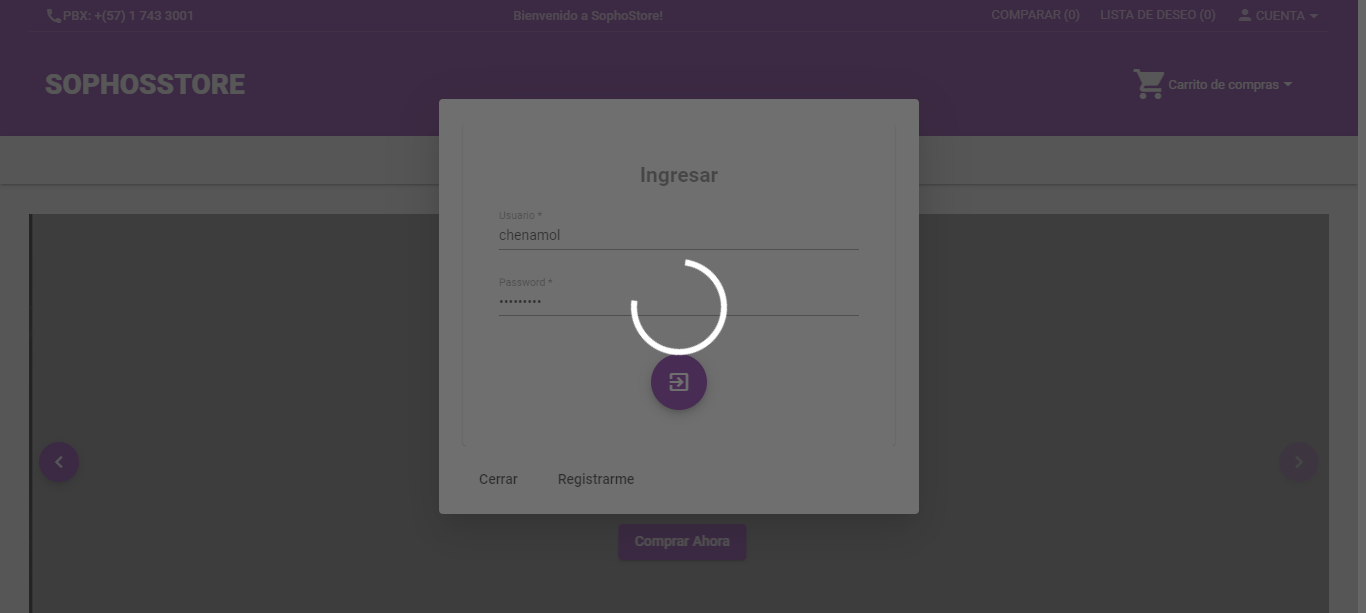 PBX: +(57) 1 743 3001
Bienvenido a SophoStore!
COMPARAR (0)
LISTA DE DESEO (0)
CUENTA
SOPHOSSTORE
Carrito de compras
Ingresar
Usuario *
chenamol
Password *
•••••••••
Cerrar
Registrarme
Comprar Ahora